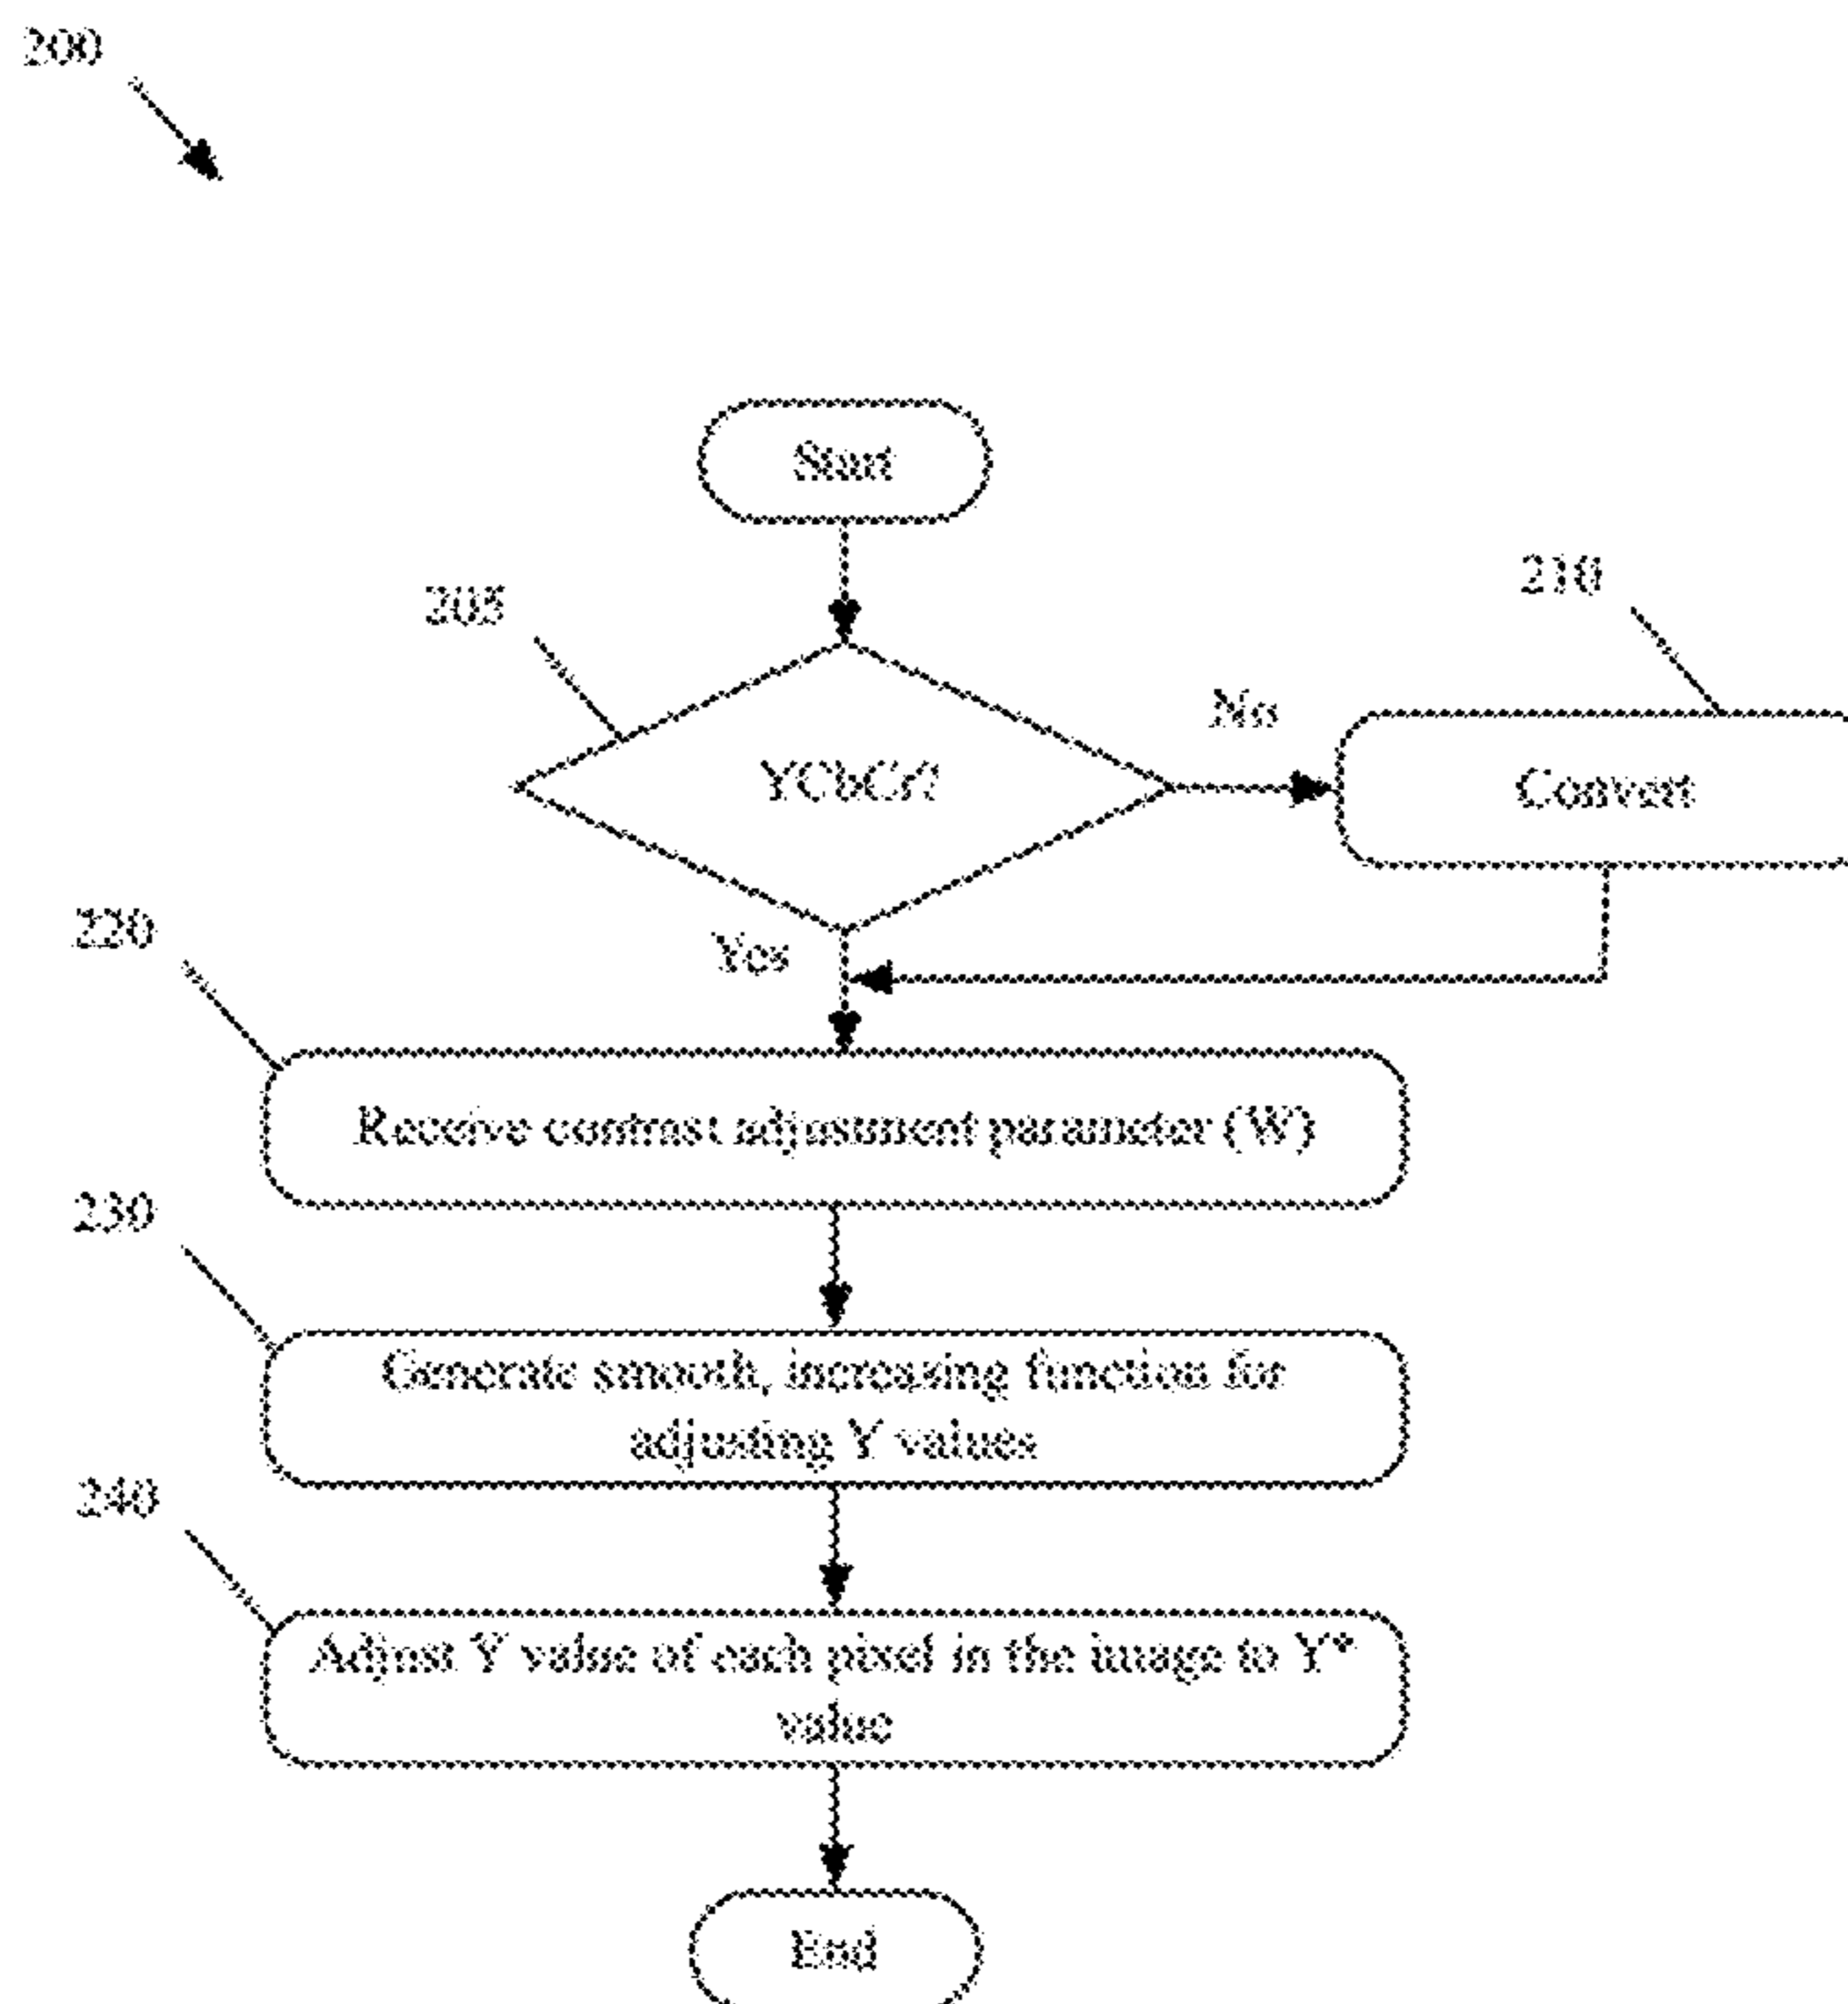 200
Start
205
210
No
YCbCr?
Convert
220
Yes
Receive contrast adjustment parameter (W)
230
Generate smooth, increasing function for
adjusting Y values
240
Adjust Y value of each pixel in the image to Y*
value
End